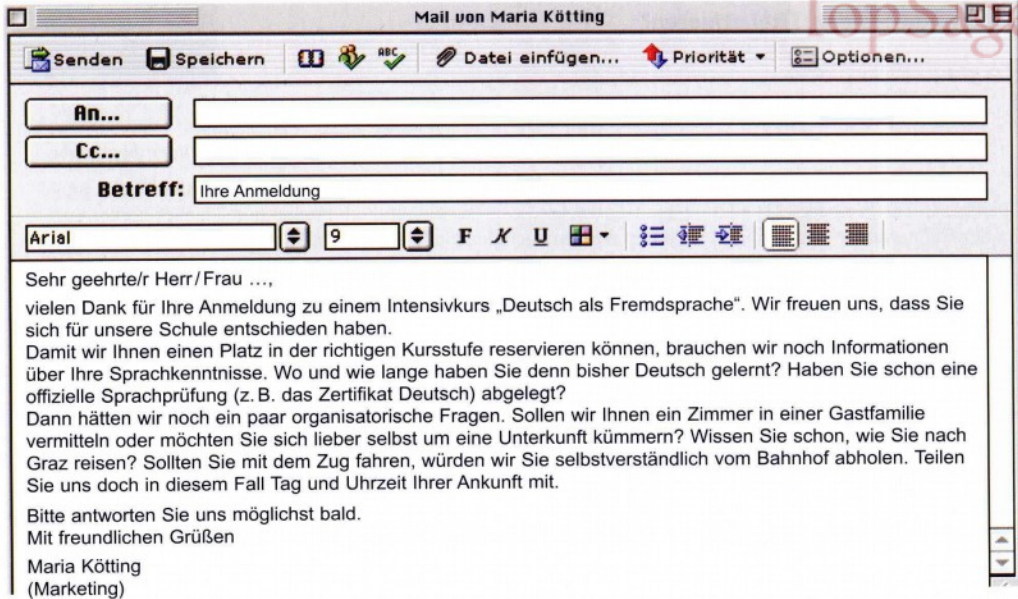 Mail von Maria Kötting
TopSage
Senden Speichern ABC Datei einfügen... Priorität Optionen...
An...
Cc...
Betreff: Ihre Anmeldung
Arial 9 F K U
Sehr geehrte/r Herr/Frau …,
vielen Dank für Ihre Anmeldung zu einem Intensivkurs „Deutsch als Fremdsprache“. Wir freuen uns, dass Sie
sich für unsere Schule entschieden haben.
Damit wir Ihnen einen Platz in der richtigen Kursstufe reservieren können, brauchen wir noch Informationen
über Ihre Sprachkenntnisse. Wo und wie lange haben Sie denn bisher Deutsch gelernt? Haben Sie schon eine
offizielle Sprachprüfung (z. B. das Zertifikat Deutsch) abgelegt?
Dann hätten wir noch ein paar organisatorische Fragen. Sollen wir Ihnen ein Zimmer in einer Gastfamilie
vermitteln oder möchten Sie sich lieber selbst um eine Unterkunft kümmern? Wissen Sie schon, wie Sie nach
Graz reisen? Sollten Sie mit dem Zug fahren, würden wir Sie selbstverständlich vom Bahnhof abholen. Teilen
Sie uns doch in diesem Fall Tag und Uhrzeit Ihrer Ankunft mit.
Bitte antworten Sie uns möglichst bald.
Mit freundlichen Grüßen
Maria Kötting
(Marketing)